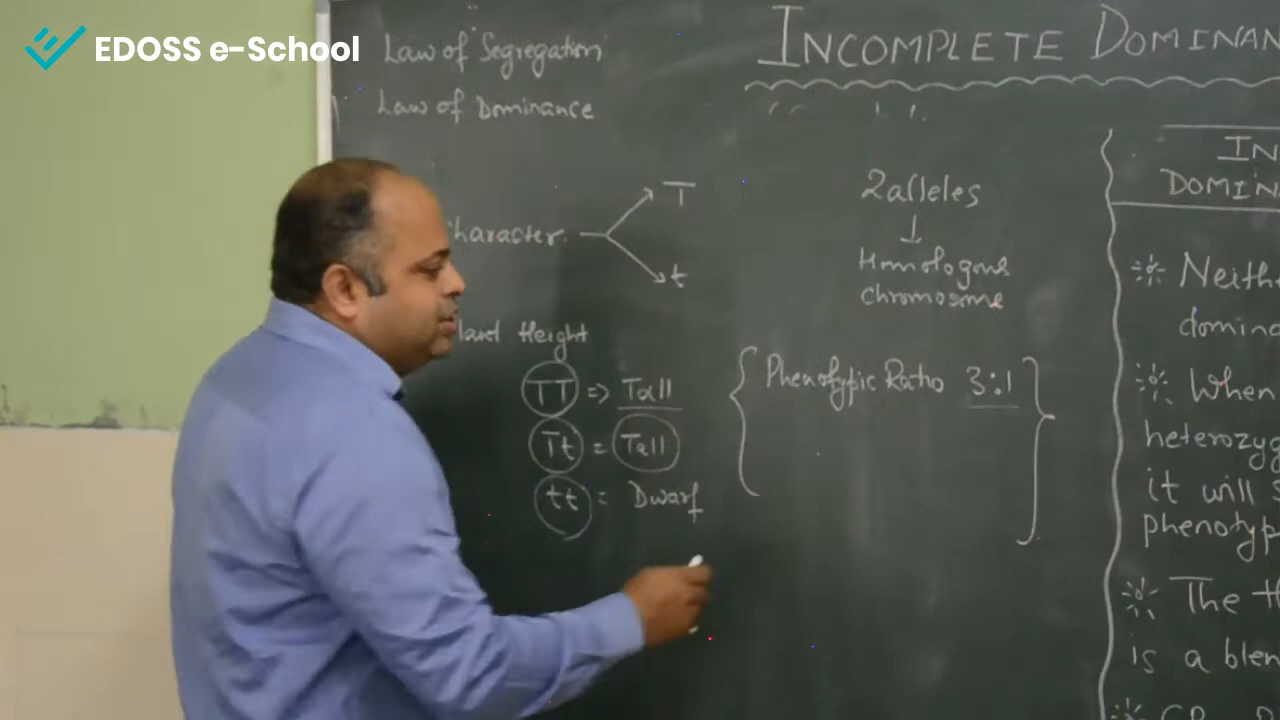 EDOSS e-School
Law of Segregation
Law of Dominance
INCOMPLETE DOMINAN
Character T
t
2 alleles
Homologous
chromosome
Plant Height
TT => Tall
Tt = Tall
tt = Dwarf
Phenotypic Ratio 3:1
IN
DOMIN
Neith
domina
When
heterozyg
it will s
phenotyp
The th
is a blen